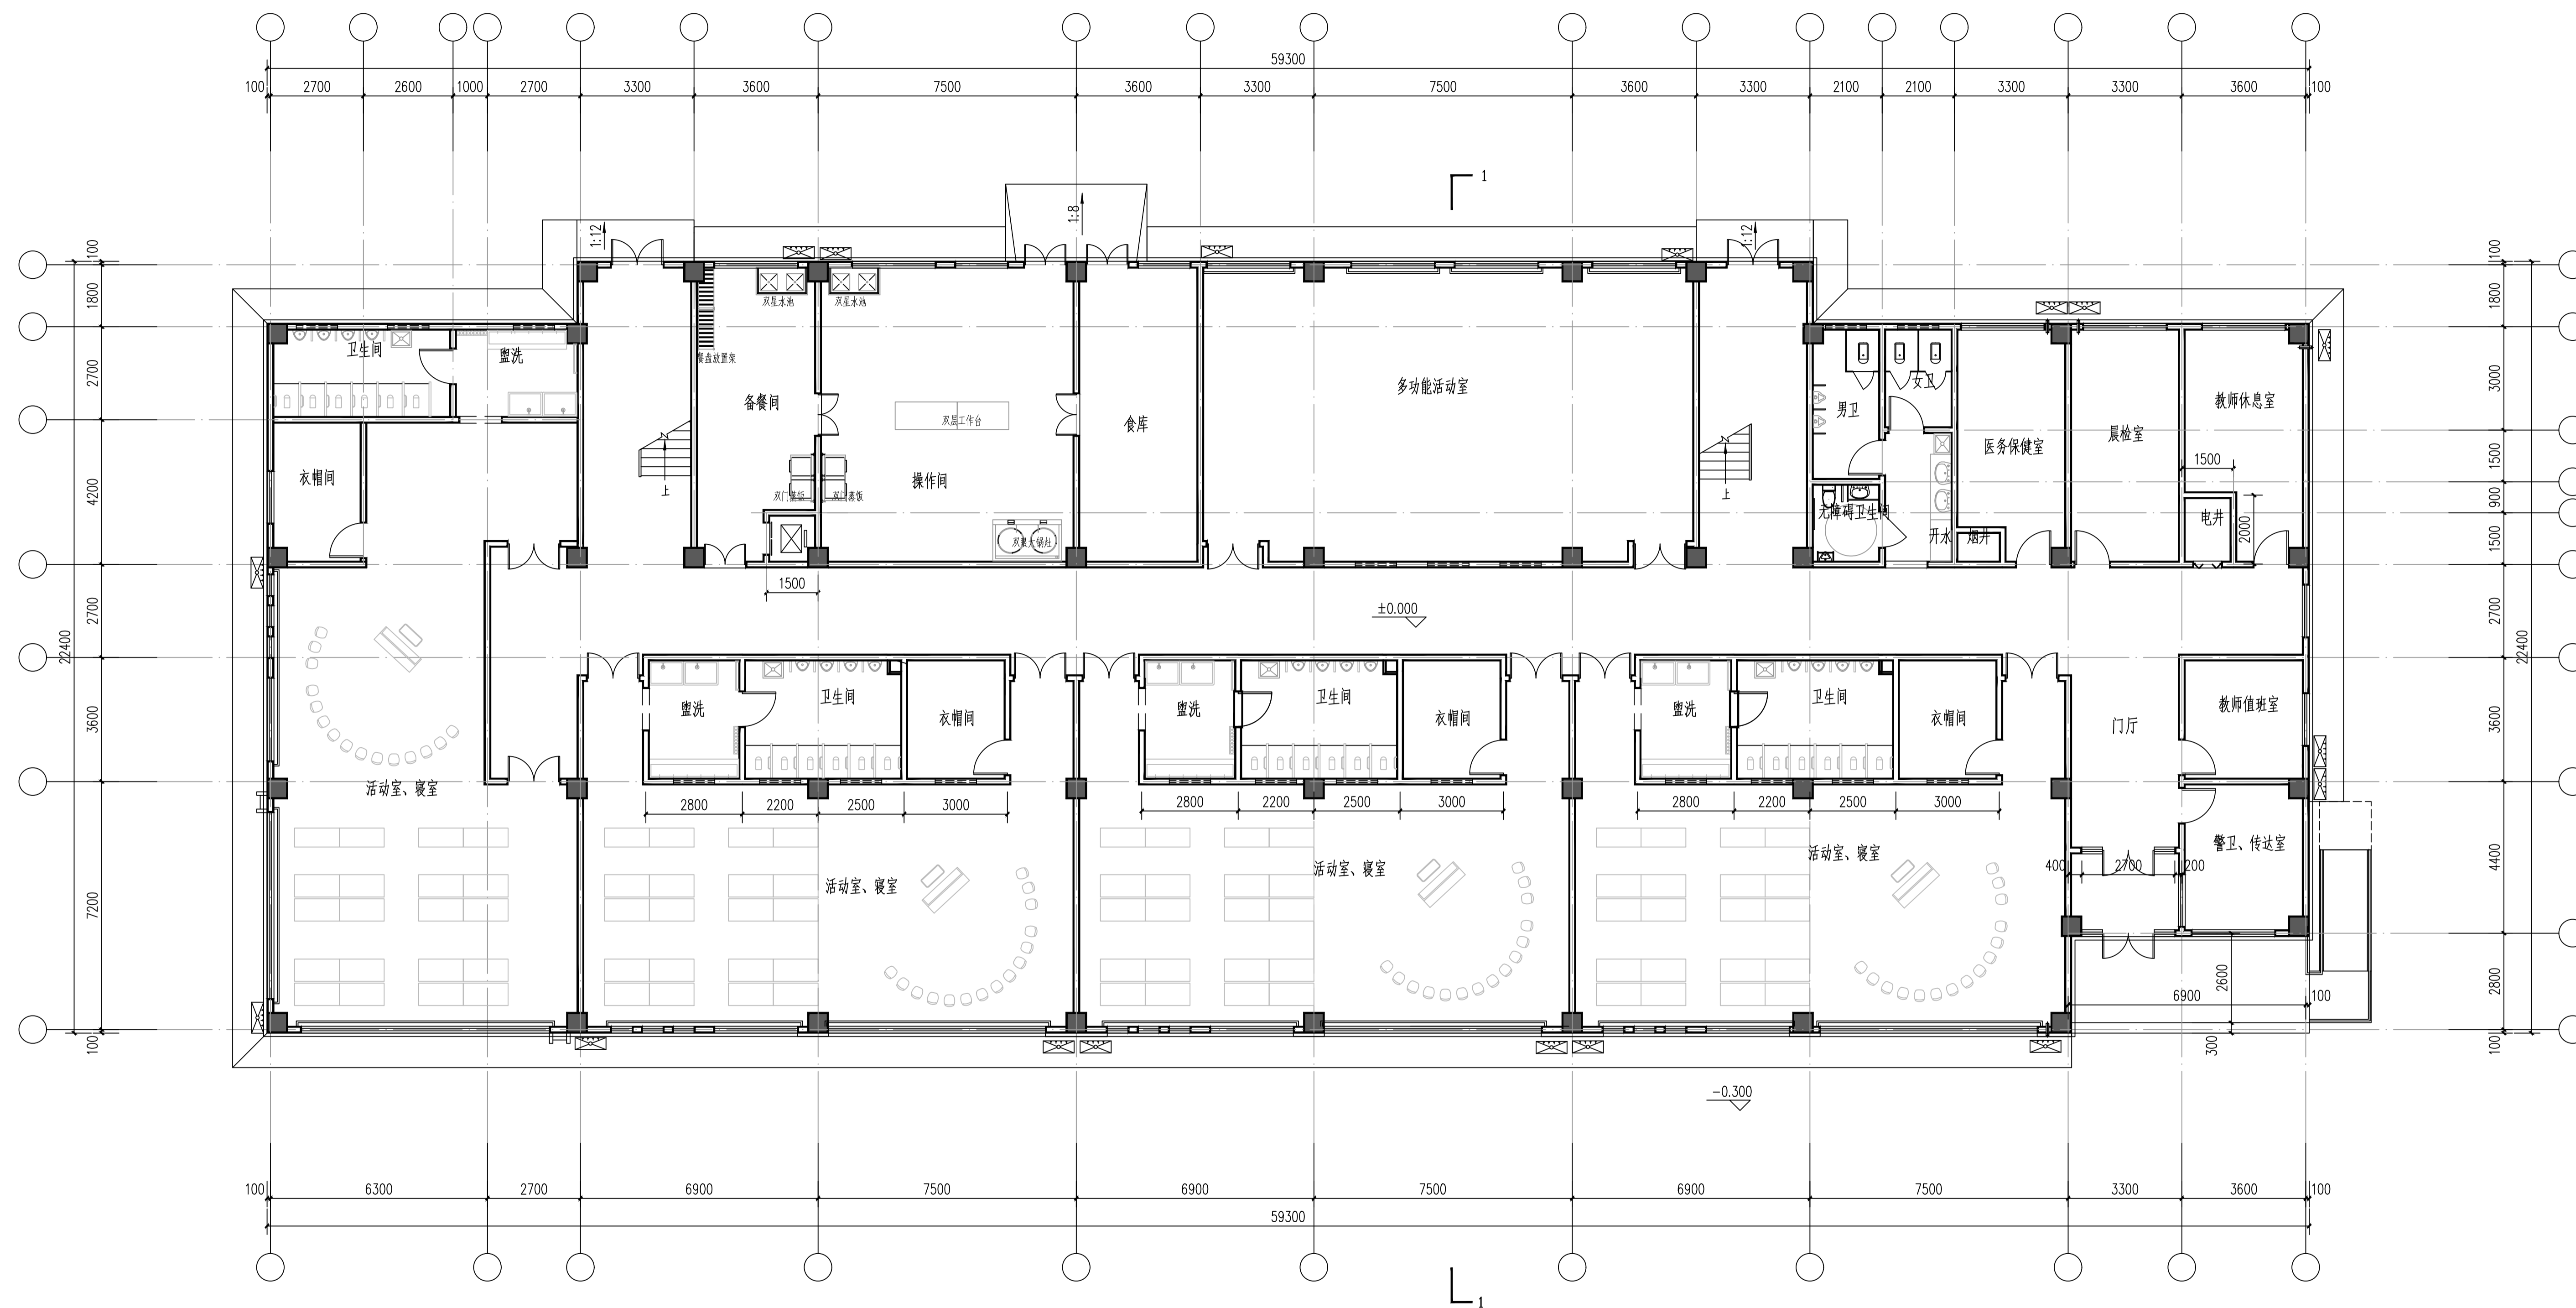 59300
100 2700 2600 1000 2700 3300 3600 7500 3600 3300 7500 3600 3300 2100 2100 3300 3300 3600 100
1
1:12
1:8
1:12
100
1800
2700
4200
2700
3600
7200
100
22400
100
1800
3000
1500
900
1500
2700
3600
4400
2800
100
22400
卫生间
盥洗
衣帽间
活动室、寝室
上
双星水池
双星水池
餐盘放置架
备餐间
双层工作台
操作间
双门蒸饭
双门蒸饭
双眼大锅灶
1500
食库
多功能活动室
上
男卫
女卫
无障碍卫生间
开水
烟井
医务保健室
晨检室
教师休息室
1500
电井
2000
±0.000
盥洗
卫生间
衣帽间
2800 2200 2500 3000
活动室、寝室
盥洗
卫生间
衣帽间
2800 2200 2500 3000
活动室、寝室
盥洗
卫生间
衣帽间
2800 2200 2500 3000
活动室、寝室
门厅
教师值班室
警卫、传达室
400 2700 200
2600
6900 100
300
-0.300
100 6300 2700 6900 7500 6900 7500 6900 7500 3300 3600 100
59300
1